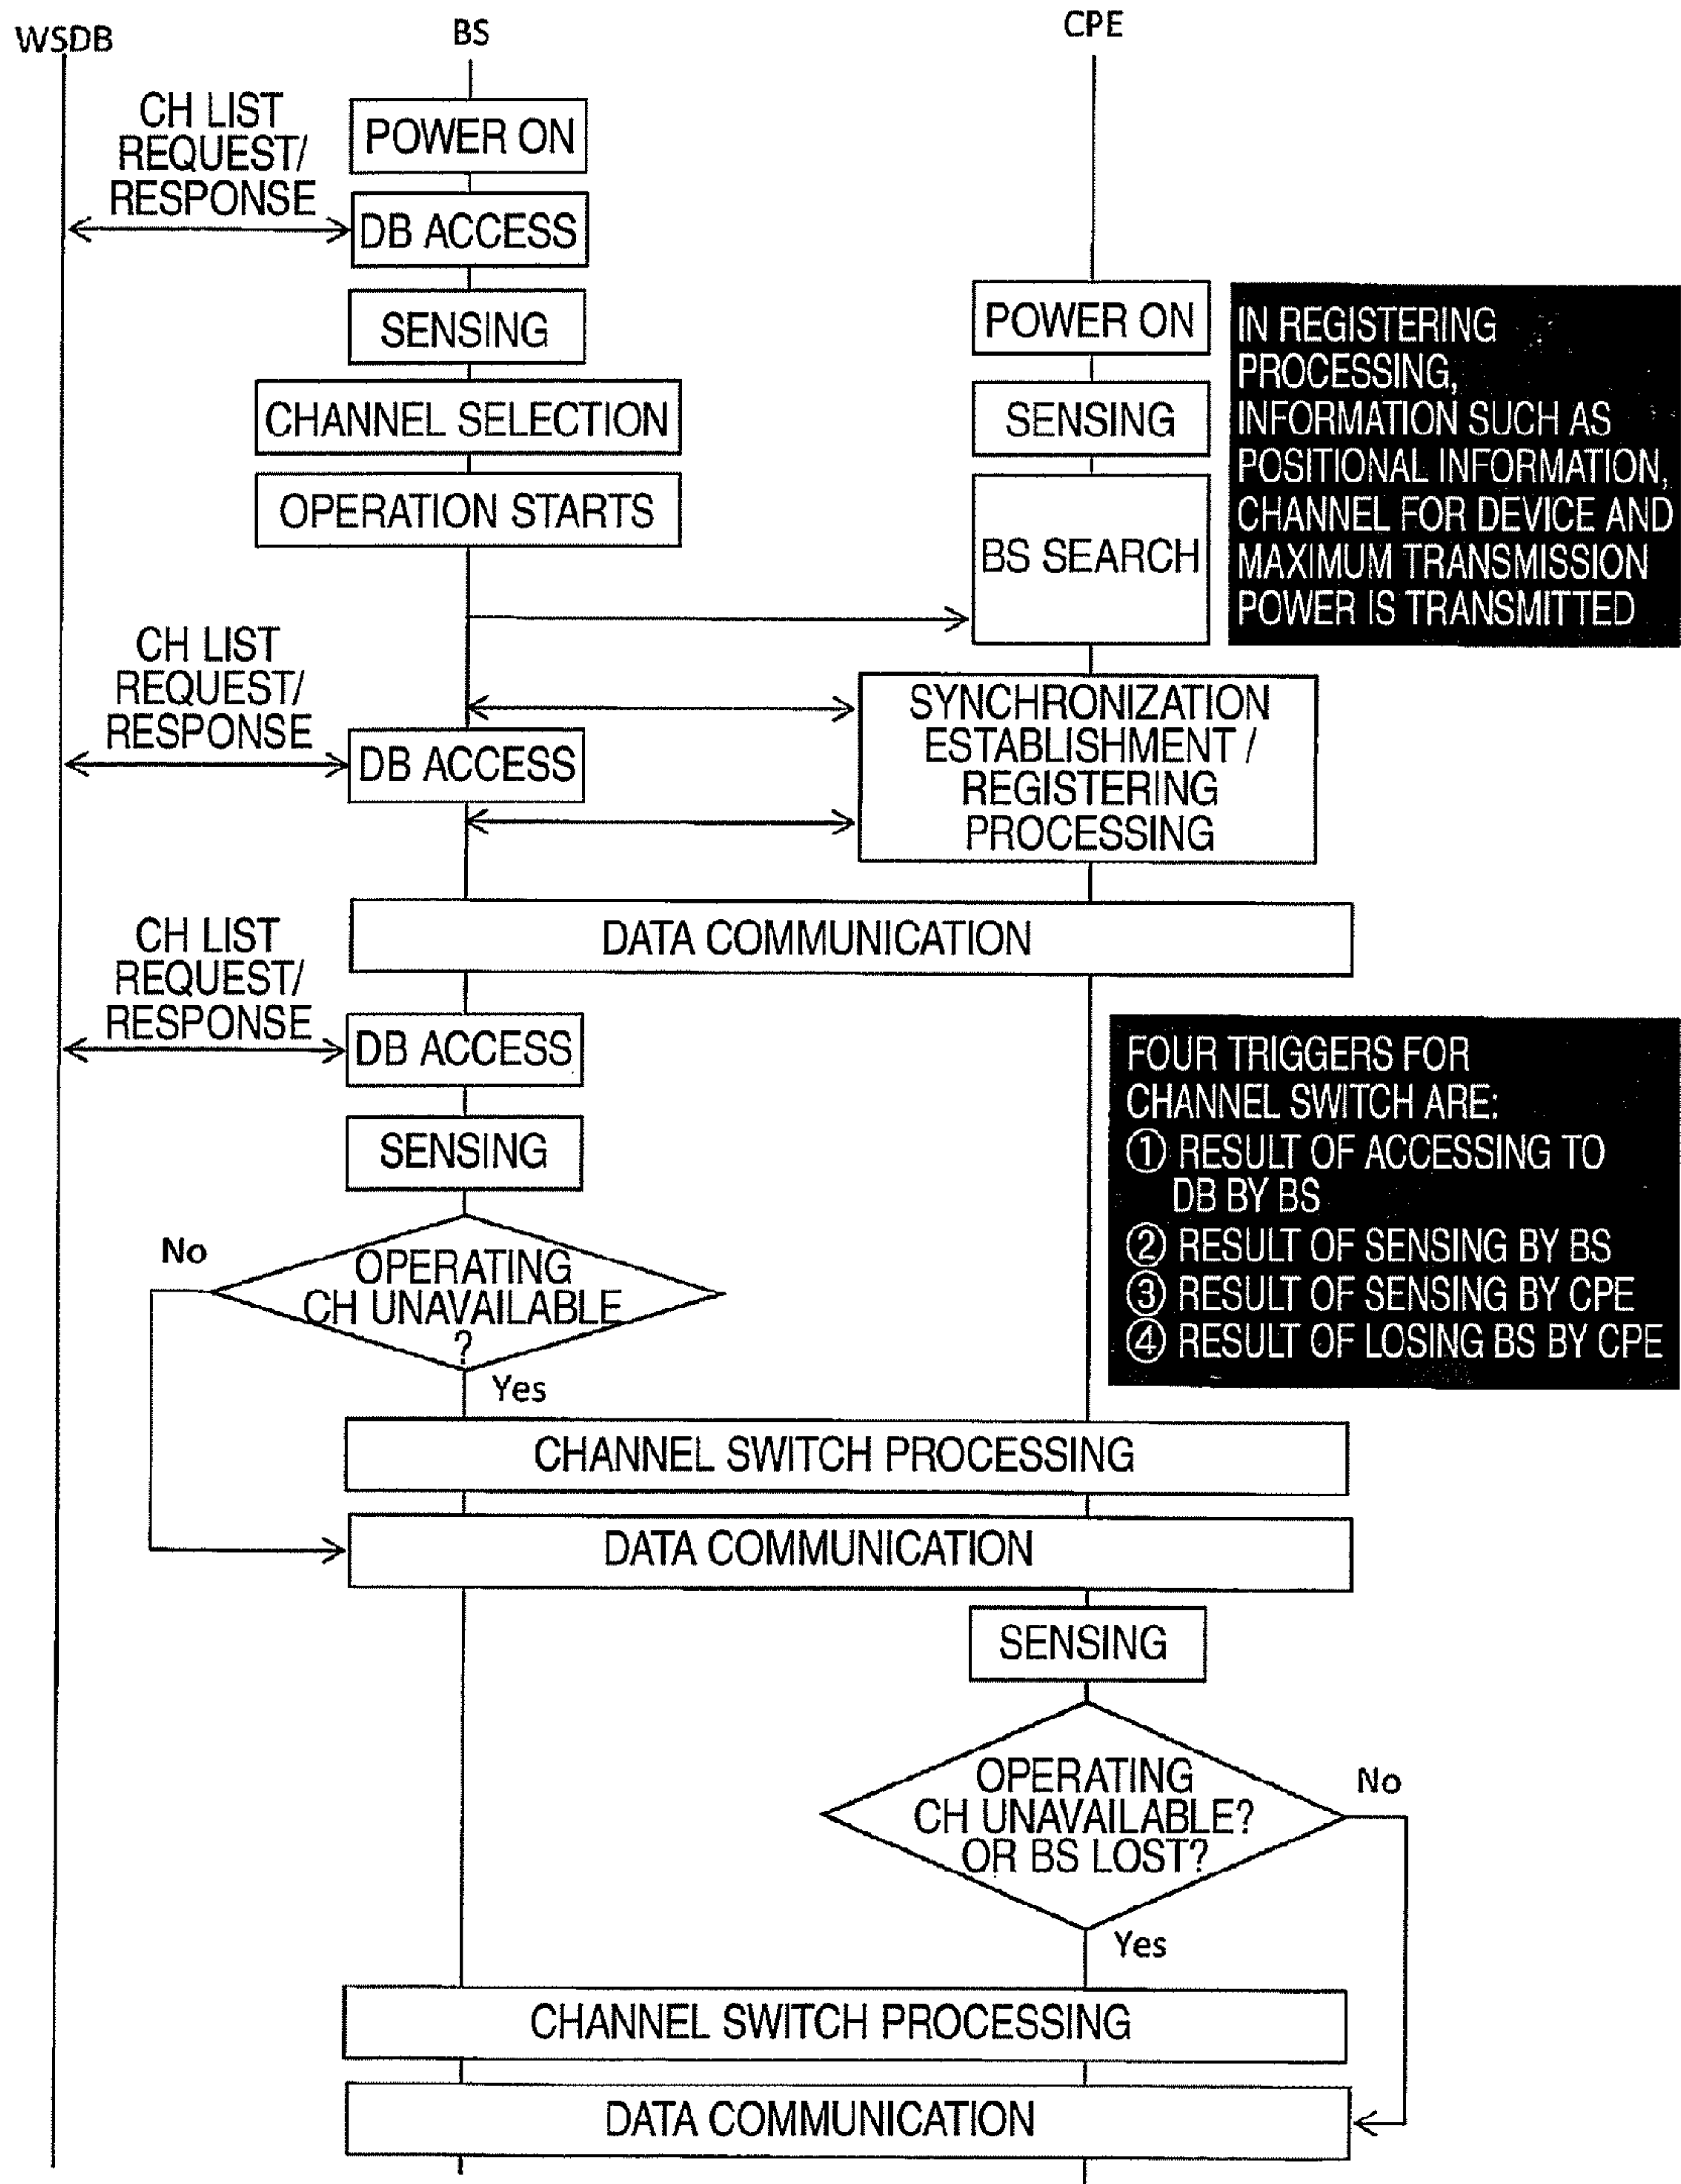 WSDB
BS
CPE
CH LIST
REQUEST/
RESPONSE
POWER ON
DB ACCESS
SENSING
CHANNEL SELECTION
OPERATION STARTS
POWER ON
SENSING
BS SEARCH
IN REGISTERING
PROCESSING,
INFORMATION SUCH AS
POSITIONAL INFORMATION,
CHANNEL FOR DEVICE AND
MAXIMUM TRANSMISSION
POWER IS TRANSMITTED
CH LIST
REQUEST/
RESPONSE
DB ACCESS
SYNCHRONIZATION
ESTABLISHMENT /
REGISTERING
PROCESSING
DATA COMMUNICATION
CH LIST
REQUEST/
RESPONSE
DB ACCESS
SENSING
FOUR TRIGGERS FOR
CHANNEL SWITCH ARE:
① RESULT OF ACCESSING TO
DB BY BS
② RESULT OF SENSING BY BS
③ RESULT OF SENSING BY CPE
④ RESULT OF LOSING BS BY CPE
No
OPERATING
CH UNAVAILABLE
?
Yes
CHANNEL SWITCH PROCESSING
DATA COMMUNICATION
SENSING
OPERATING
CH UNAVAILABLE?
OR BS LOST?
No
Yes
CHANNEL SWITCH PROCESSING
DATA COMMUNICATION